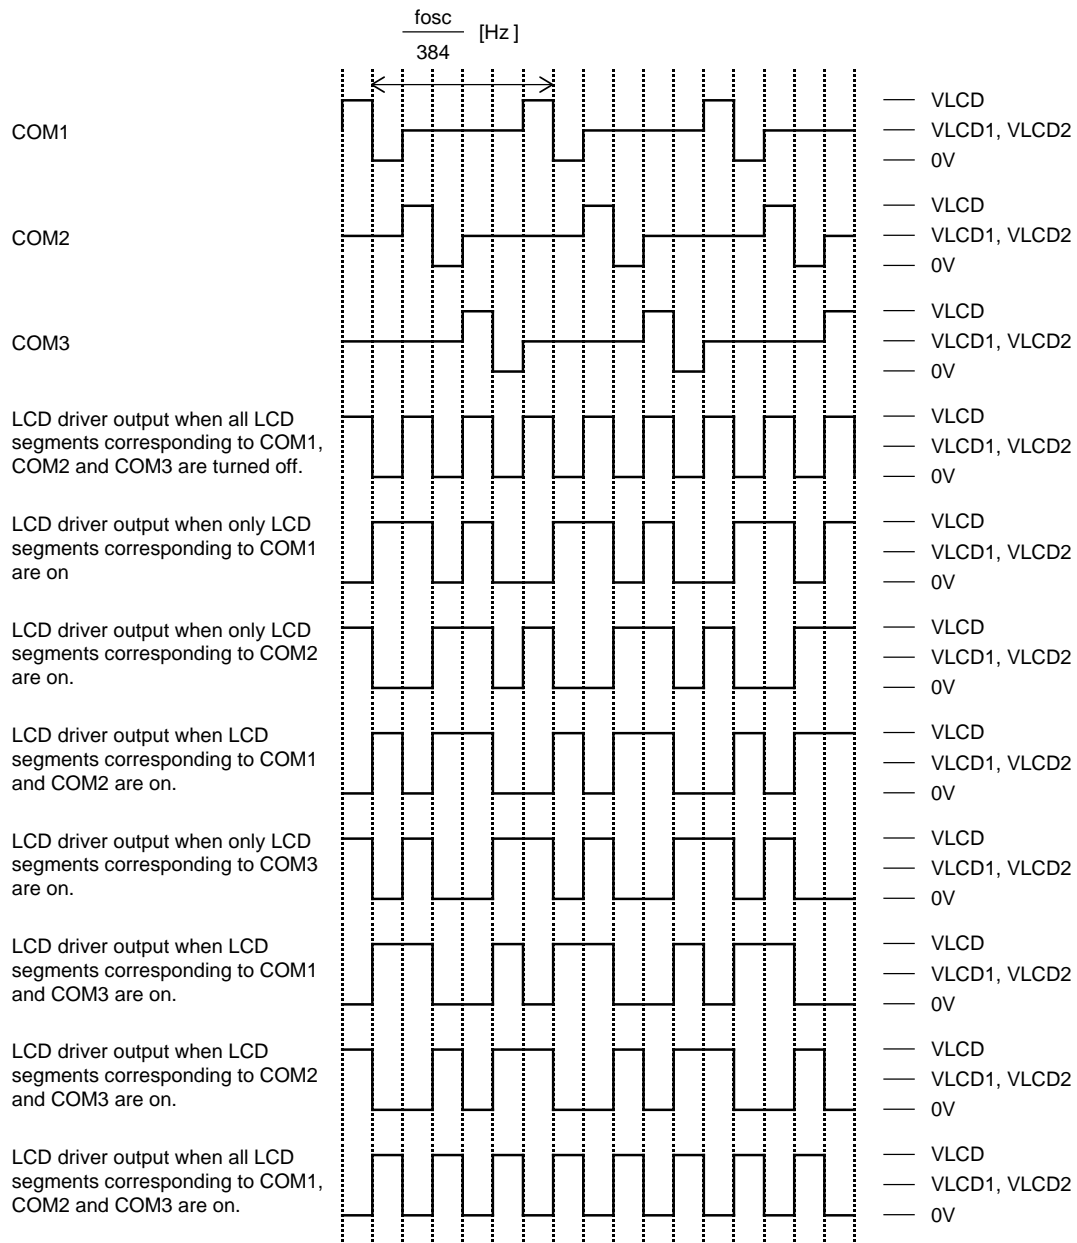 fosc
[Hz ]
384
VLCD
COM1
VLCD1, VLCD2
0V
VLCD
COM2
VLCD1, VLCD2
0V
VLCD
COM3
VLCD1, VLCD2
0V
LCD driver output when all LCD
segments corresponding to COM1,
COM2 and COM3 are turned off.
VLCD
VLCD1, VLCD2
0V
LCD driver output when only LCD
segments corresponding to COM1
are on
VLCD
VLCD1, VLCD2
0V
LCD driver output when only LCD
segments corresponding to COM2
are on.
VLCD
VLCD1, VLCD2
0V
LCD driver output when LCD
segments corresponding to COM1
and COM2 are on.
VLCD
VLCD1, VLCD2
0V
LCD driver output when only LCD
segments corresponding to COM3
are on.
VLCD
VLCD1, VLCD2
0V
LCD driver output when LCD
segments corresponding to COM1
and COM3 are on.
VLCD
VLCD1, VLCD2
0V
LCD driver output when LCD
segments corresponding to COM2
and COM3 are on.
VLCD
VLCD1, VLCD2
0V
LCD driver output when all LCD
segments corresponding to COM1,
COM2 and COM3 are on.
VLCD
VLCD1, VLCD2
0V